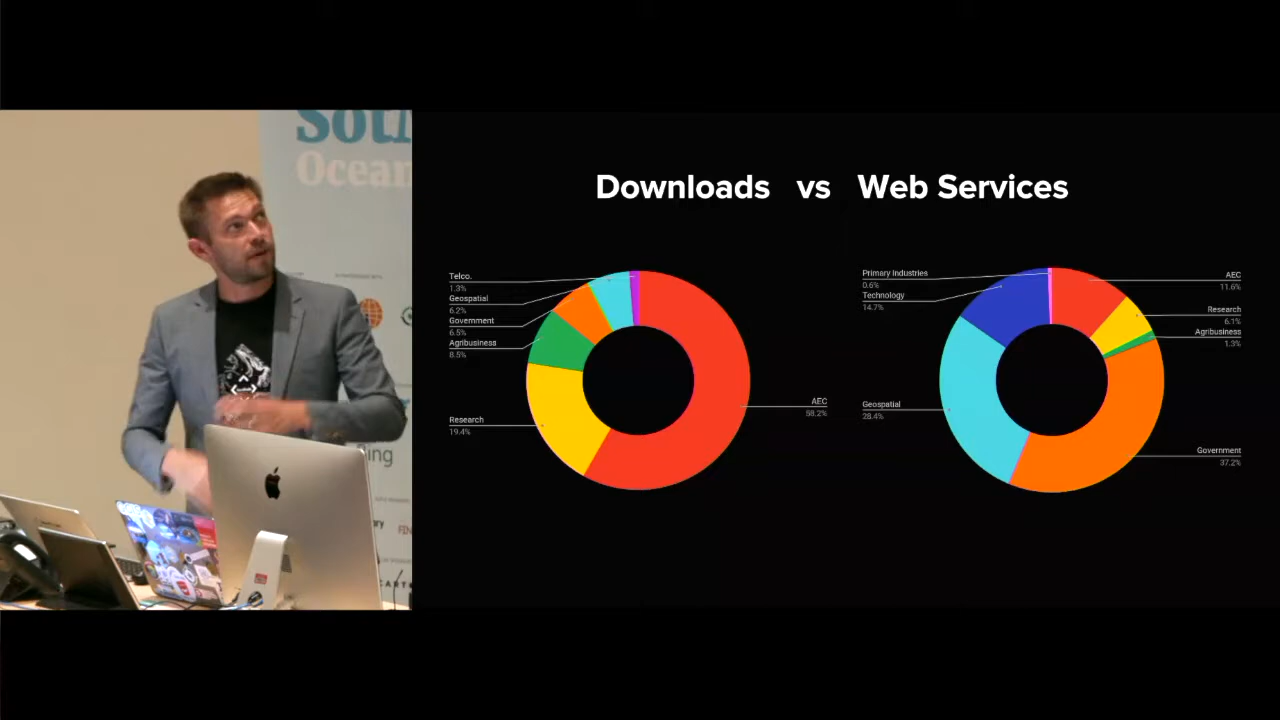 Sout
Ocean
Downloads vs Web Services
Telco.
1.3%
Geospatial
6.2%
Government
6.5%
Agribusiness
8.5%
Research
19.4%
AEC
58.2%
Primary Industries
0.6%
Technology
14.7%
Geospatial
28.4%
AEC
11.6%
Research
6.1%
Agribusiness
1.3%
Government
37.2%